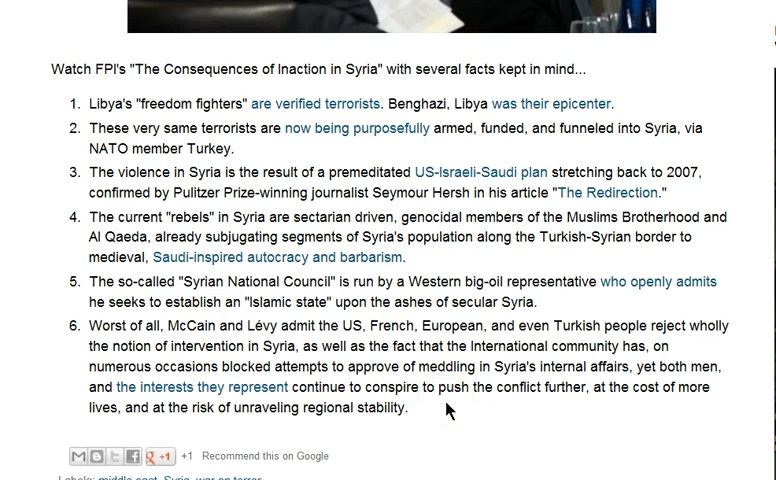 Watch FPI's "The Consequences of Inaction in Syria" with several facts kept in mind...
1. Libya's "freedom fighters" are verified terrorists. Benghazi, Libya was their epicenter.
2. These very same terrorists are now being purposefully armed, funded, and funneled into Syria, via
NATO member Turkey.
3. The violence in Syria is the result of a premeditated US-Israeli-Saudi plan stretching back to 2007,
confirmed by Pulitzer Prize-winning journalist Seymour Hersh in his article "The Redirection."
4. The current "rebels" in Syria are sectarian driven, genocidal members of the Muslims Brotherhood and
Al Qaeda, already subjugating segments of Syria's population along the Turkish-Syrian border to
medieval, Saudi-inspired autocracy and barbarism.
5. The so-called "Syrian National Council" is run by a Western big-oil representative who openly admits
he seeks to establish an "Islamic state" upon the ashes of secular Syria.
6. Worst of all, McCain and Lévy admit the US, French, European, and even Turkish people reject wholly
the notion of intervention in Syria, as well as the fact that the International community has, on
numerous occasions blocked attempts to approve of meddling in Syria's internal affairs, yet both men,
and the interests they represent continue to conspire to push the conflict further, at the cost of more
lives, and at the risk of unraveling regional stability.
+1 +1 Recommend this on Google
Labels: middle east, Syria, war on terror